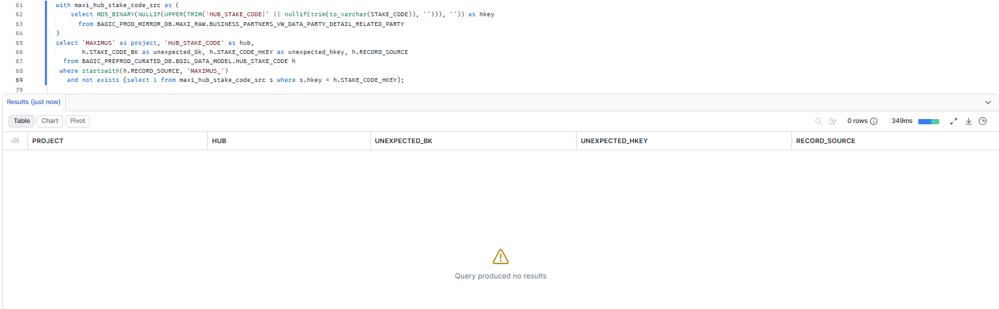 61 with maxi_hub_stake_code_src as (
62 select MD5_BINARY(NULLIF(UPPER(TRIM('HUB_STAKE_CODE|' || nullif(trim(to_varchar(STAKE_CODE)), ''))), '')) as hkey
63 from BAGIC_PROD_MIRROR_DB.MAXI_RAW.BUSINESS_PARTNERS_VW_DATA_PARTY_DETAIL_RELATED_PARTY
64 )
65 select 'MAXIMUS' as project, 'HUB_STAKE_CODE' as hub,
66 h.STAKE_CODE_BK as unexpected_bk, h.STAKE_CODE_HKEY as unexpected_hkey, h.RECORD_SOURCE
67 from BAGIC_PREPROD_CURATED_DB.BGIL_DATA_MODEL.HUB_STAKE_CODE h
68 where startswith(h.RECORD_SOURCE, 'MAXIMUS_')
69 and not exists (select 1 from maxi_hub_stake_code_src s where s.hkey = h.STAKE_CODE_HKEY);
70
Results (just now)
Table Chart Pivot 0 rows 349ms
PROJECT HUB UNEXPECTED_BK UNEXPECTED_HKEY RECORD_SOURCE
Query produced no results